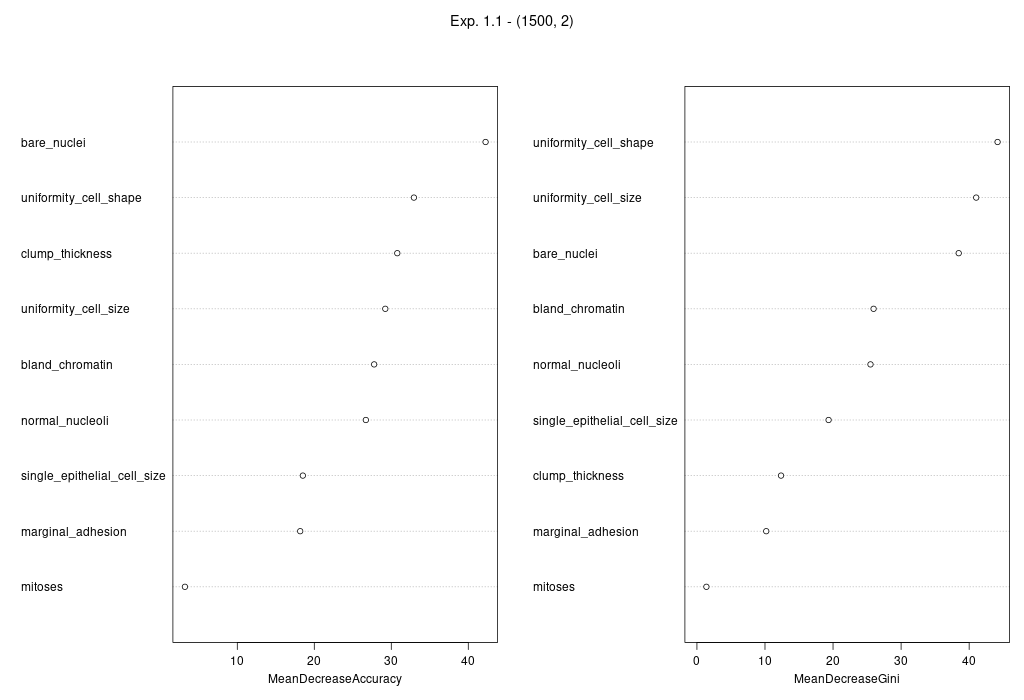 Exp. 1.1 - (1500, 2)
bare_nuclei
uniformity_cell_shape
clump_thickness
uniformity_cell_size
bland_chromatin
normal_nucleoli
single_epithelial_cell_size
marginal_adhesion
mitoses
10 20 30 40
MeanDecreaseAccuracy
uniformity_cell_shape
uniformity_cell_size
bare_nuclei
bland_chromatin
normal_nucleoli
single_epithelial_cell_size
clump_thickness
marginal_adhesion
mitoses
0 10 20 30 40
MeanDecreaseGini